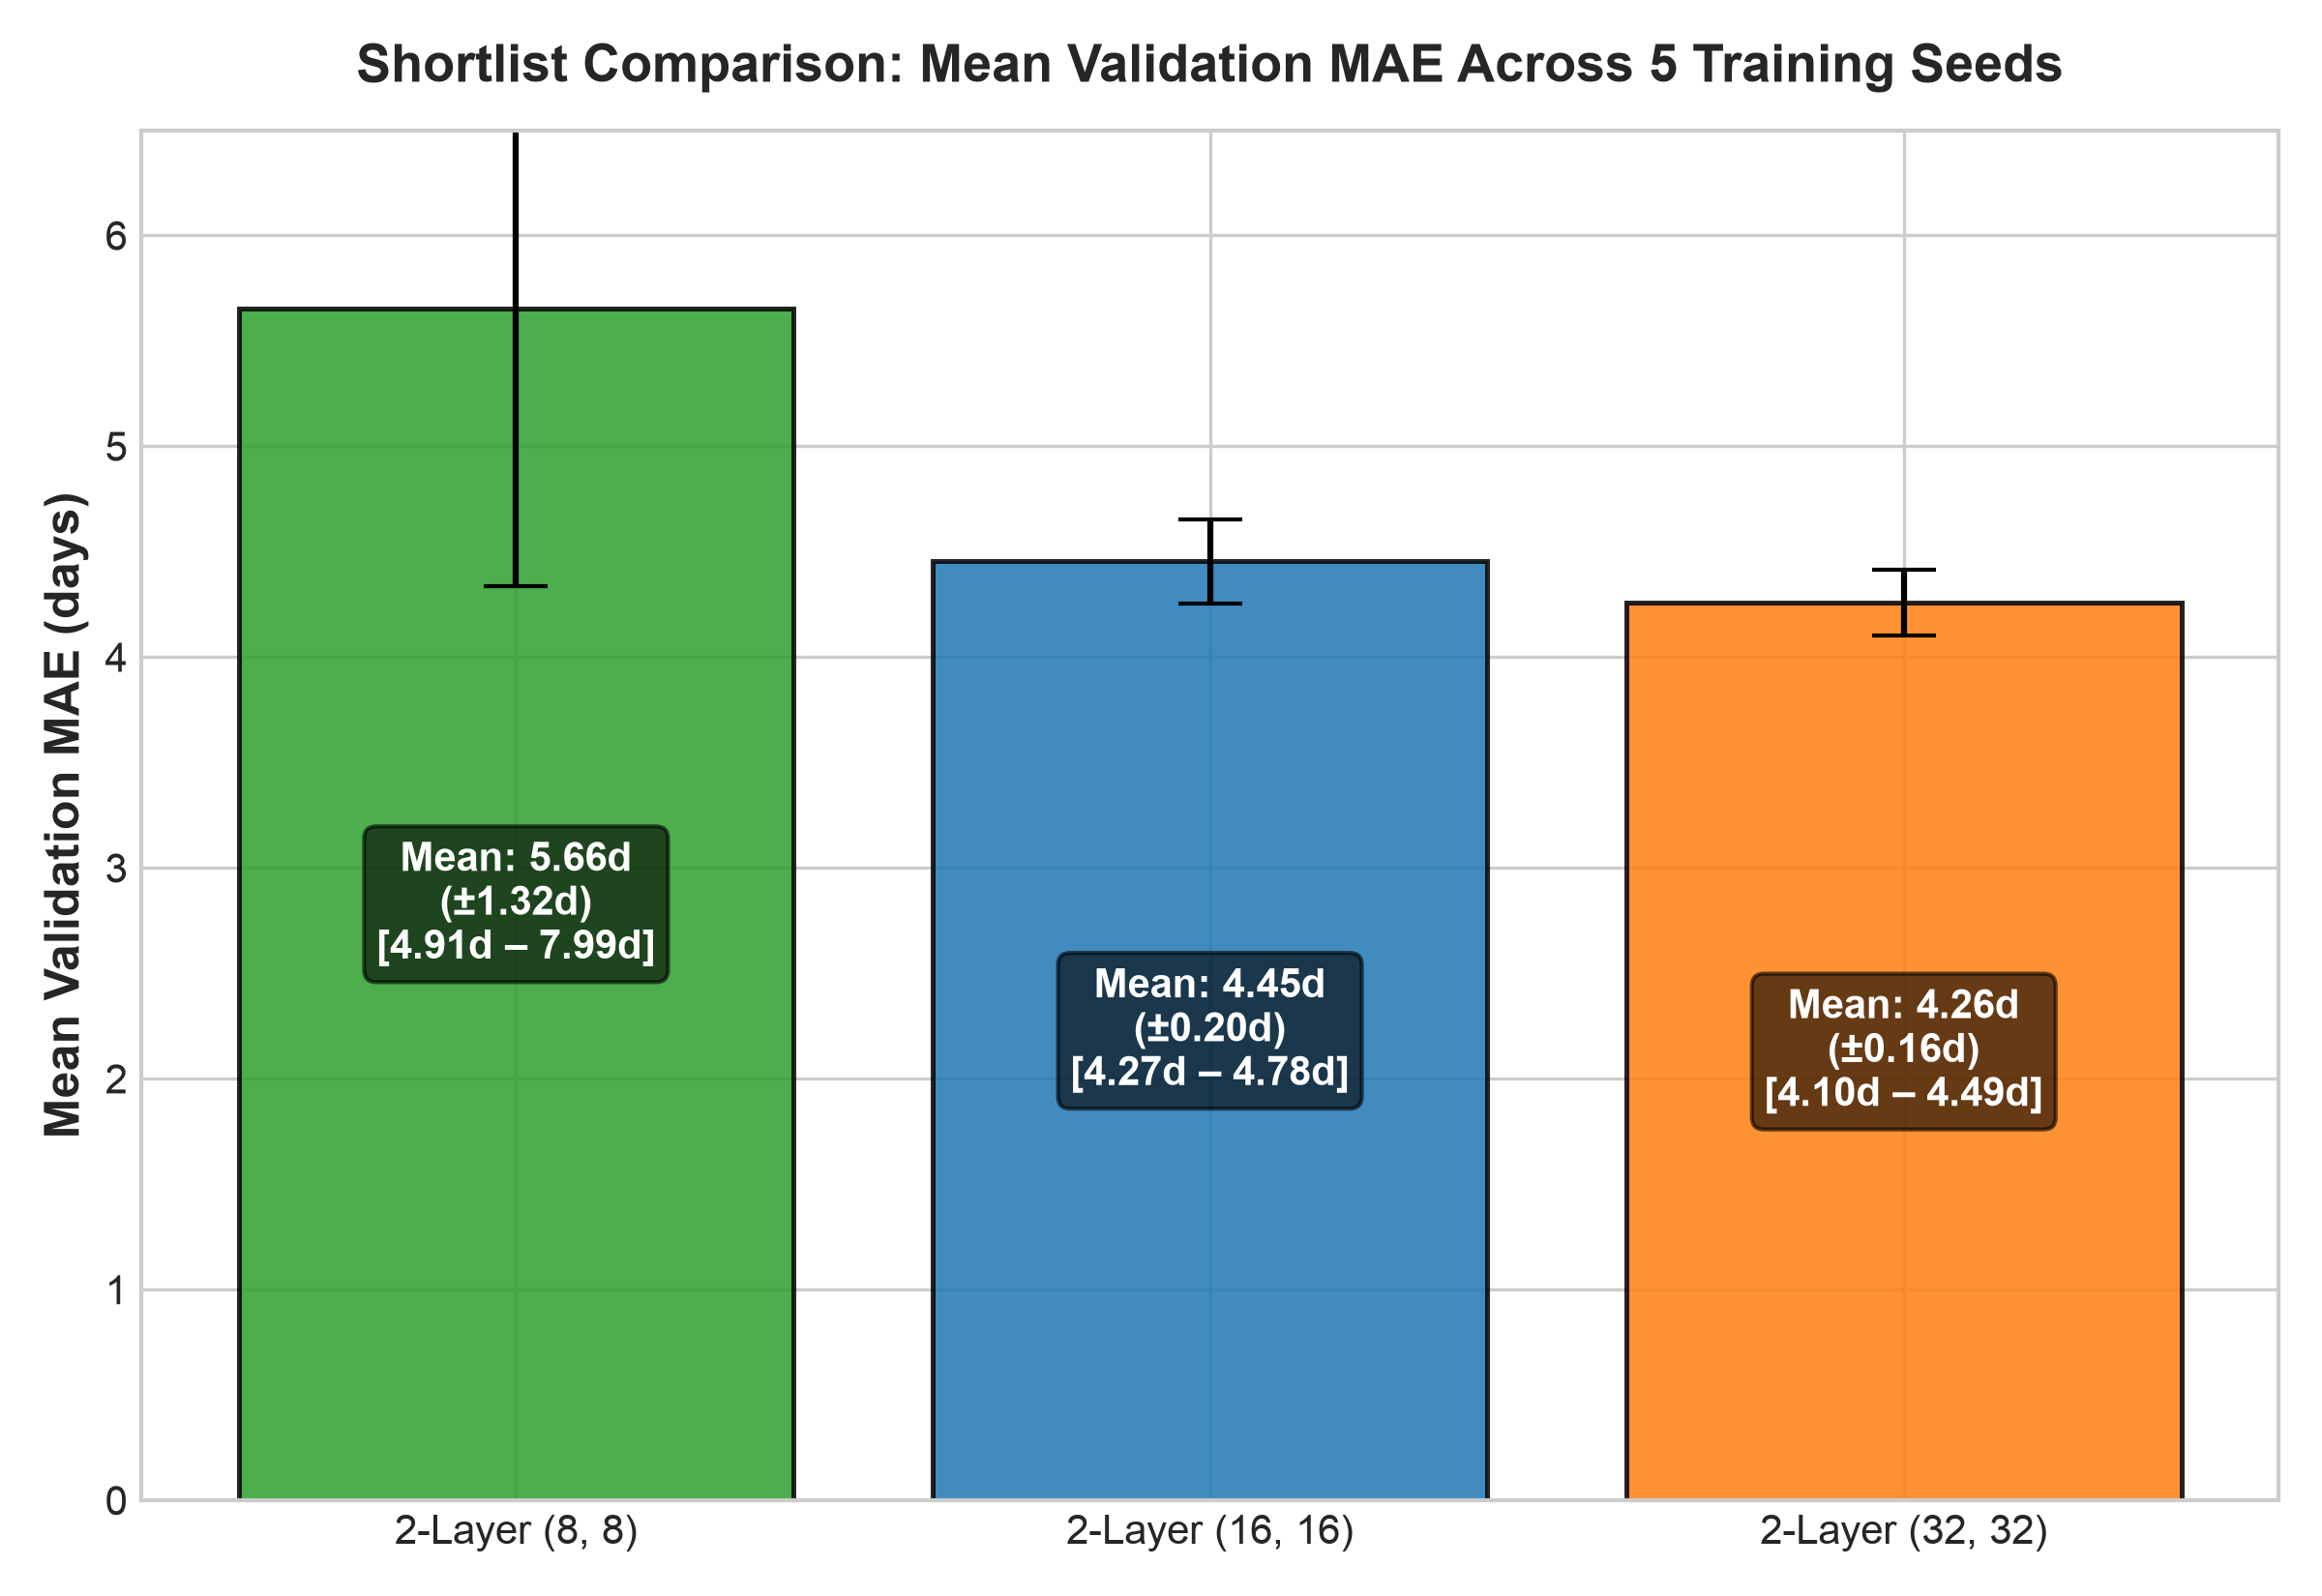 Shortlist Comparison: Mean Validation MAE Across 5 Training Seeds
Mean Validation MAE (days)
6
5
4
3
2
1
0
Mean: 5.66d
(±1.32d)
[4.91d – 7.99d]
Mean: 4.45d
(±0.20d)
[4.27d – 4.78d]
Mean: 4.26d
(±0.16d)
[4.10d – 4.49d]
2-Layer (8, 8)
2-Layer (16, 16)
2-Layer (32, 32)